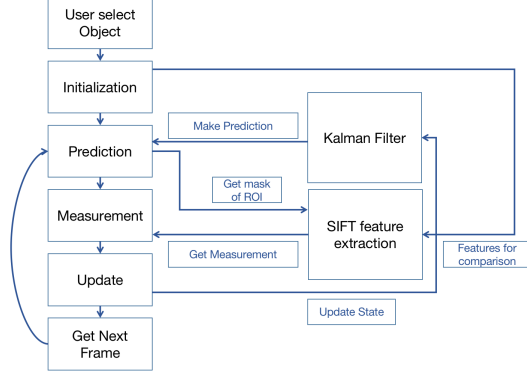 User select
Object
Initialization
Make Prediction
Kalman Filter
Prediction
Get mask
of ROI
Measurement
SIFT feature
extraction
Get Measurement
Features for
comparison
Update
Update State
Get Next
Frame